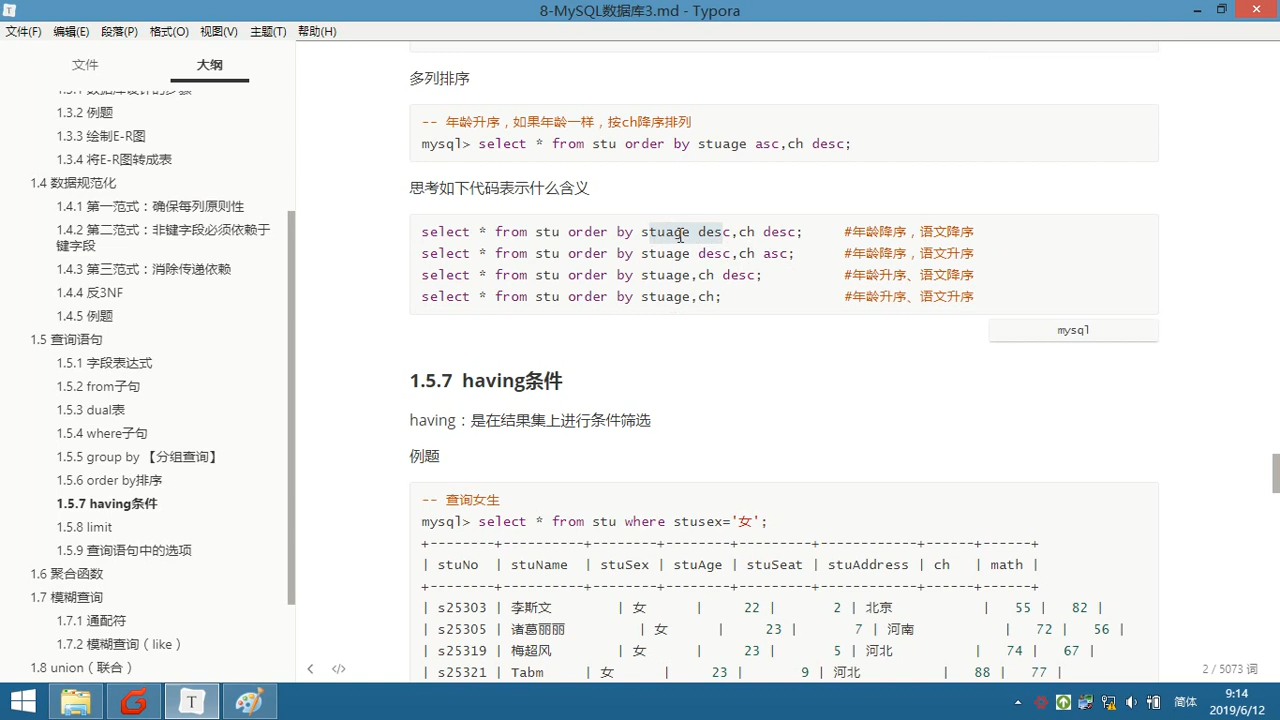 8-MySQL数据库3.md - Typora
文件(F) 编辑(E) 段落(P) 格式(O) 视图(V) 主题(T) 帮助(H)
文件 大纲
1.3.1 数据库设计的步骤
1.3.2 例题
1.3.3 绘制E-R图
1.3.4 将E-R图转成表
1.4 数据规范化
1.4.1 第一范式：确保每列原则性
1.4.2 第二范式：非键字段必须依赖于
键字段
1.4.3 第三范式：消除传递依赖
1.4.4 反3NF
1.4.5 例题
1.5 查询语句
1.5.1 字段表达式
1.5.2 from子句
1.5.3 dual表
1.5.4 where子句
1.5.5 group by 【分组查询】
1.5.6 order by排序
1.5.7 having条件
1.5.8 limit
1.5.9 查询语句中的选项
1.6 聚合函数
1.7 模糊查询
1.7.1 通配符
1.7.2 模糊查询（like）
1.8 union（联合）
多列排序
-- 年龄升序，如果年龄一样，按ch降序排列
mysql> select * from stu order by stuage asc,ch desc;
思考如下代码表示什么含义
select * from stu order by stuage desc,ch desc; #年龄降序，语文降序
select * from stu order by stuage desc,ch asc; #年龄降序，语文升序
select * from stu order by stuage,ch desc; #年龄升序、语文降序
select * from stu order by stuage,ch; #年龄升序、语文升序
mysql
1.5.7 having条件
having：是在结果集上进行条件筛选
例题
-- 查询女生
mysql> select * from stu where stusex='女';
+--------+----------+--------+--------+---------+------------+------+------+
| stuNo | stuName | stuSex | stuAge | stuSeat | stuAddress | ch | math |
+--------+----------+--------+--------+---------+------------+------+------+
| s25303 | 李斯文 | 女 | 22 | 2 | 北京 | 55 | 82 |
| s25305 | 诸葛丽丽 | 女 | 23 | 7 | 河南 | 72 | 56 |
| s25319 | 梅超风 | 女 | 23 | 5 | 河北 | 74 | 67 |
| s25321 | Tabm | 女 | 23 | 9 | 河北 | 88 | 77 |
2 / 5073 词
简体
9:14
2019/6/12